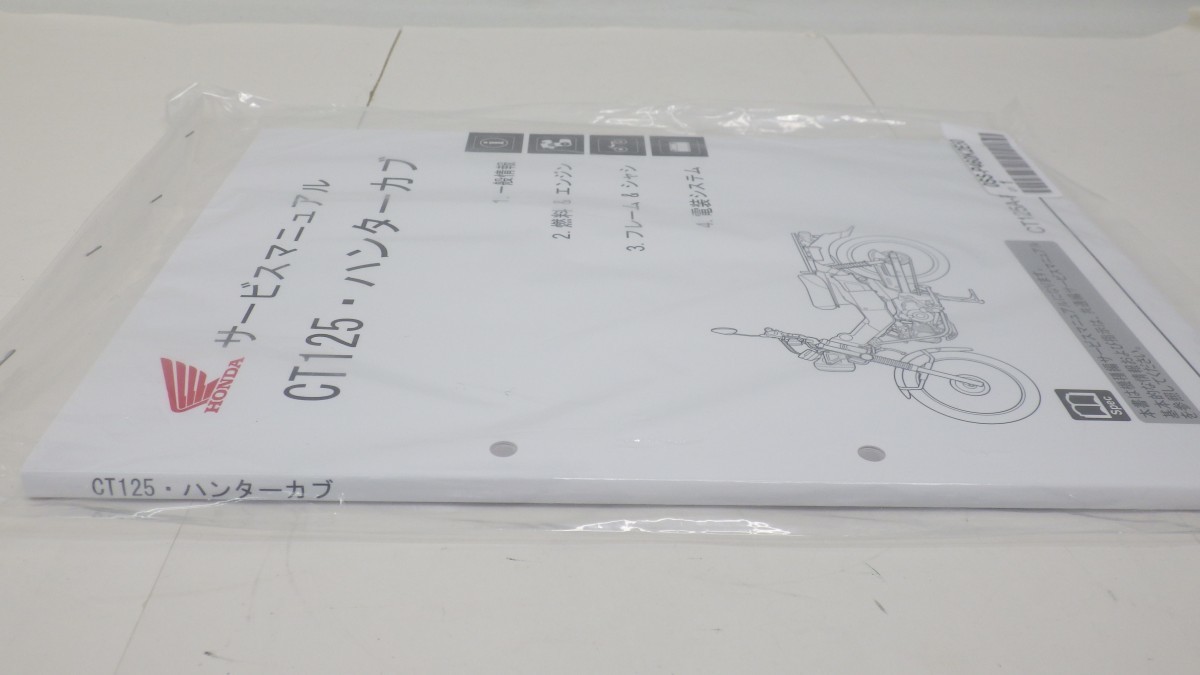 HONDA
サービスマニュアル
CT125・ハンターカブ
1. 一般情報
2. 燃料 & エンジン
3. フレーム & シャシ
4. 電装システム
CT125AJ
Spec
CT125・ハンターカブ